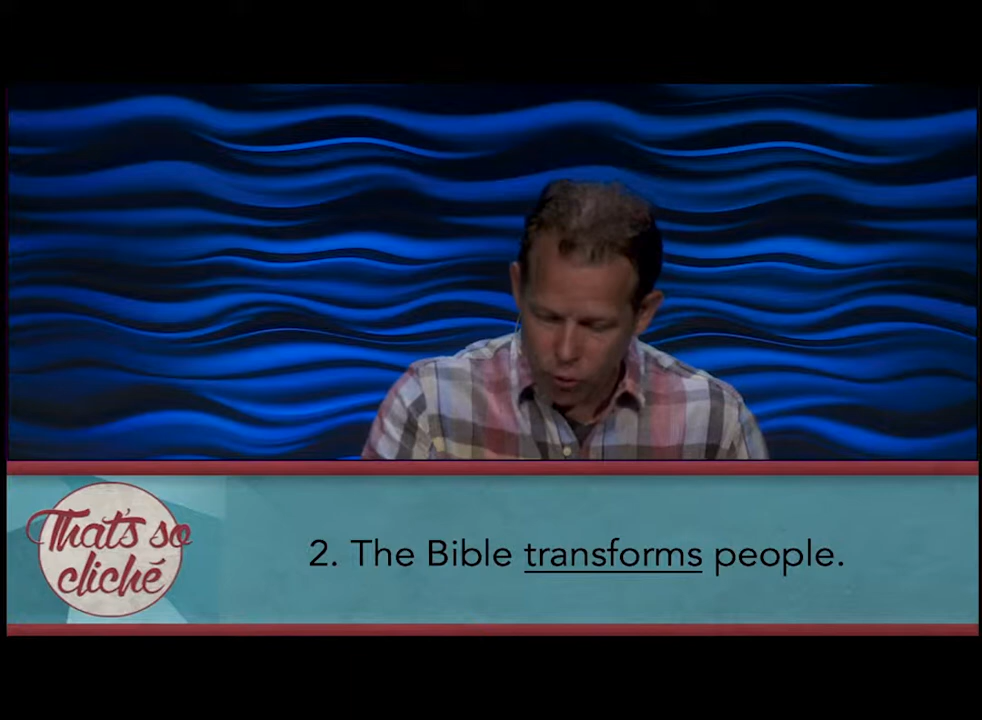 That's so
cliché
2. The Bible transforms people.